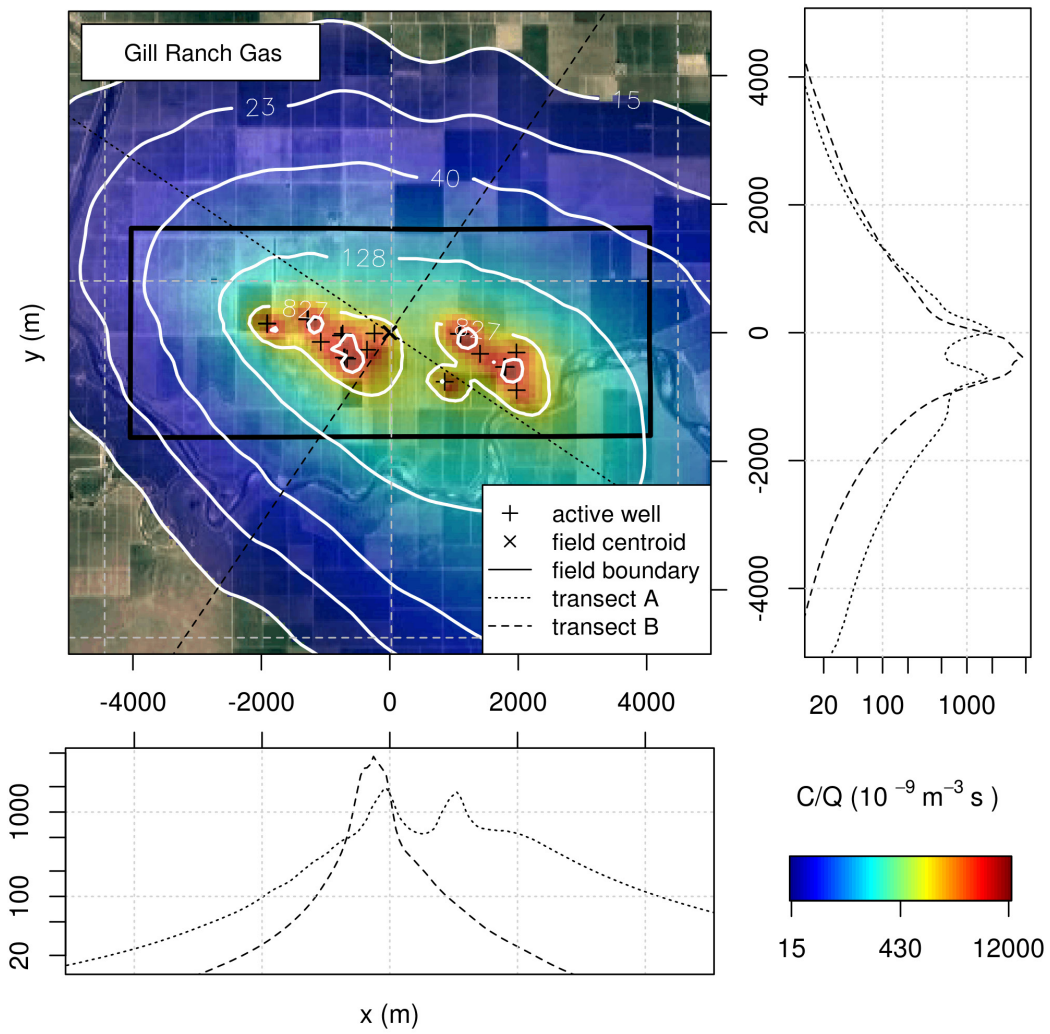 Gill Ranch Gas
15
23
40
128
827
827
y (m)
active well
field centroid
field boundary
transect A
transect B
-4000
-2000
0
2000
4000
4000
2000
0
-2000
-4000
20
100
1000
1000
100
20
x (m)
C/Q (10 ⁻⁹ m⁻³ s )
15
430
12000